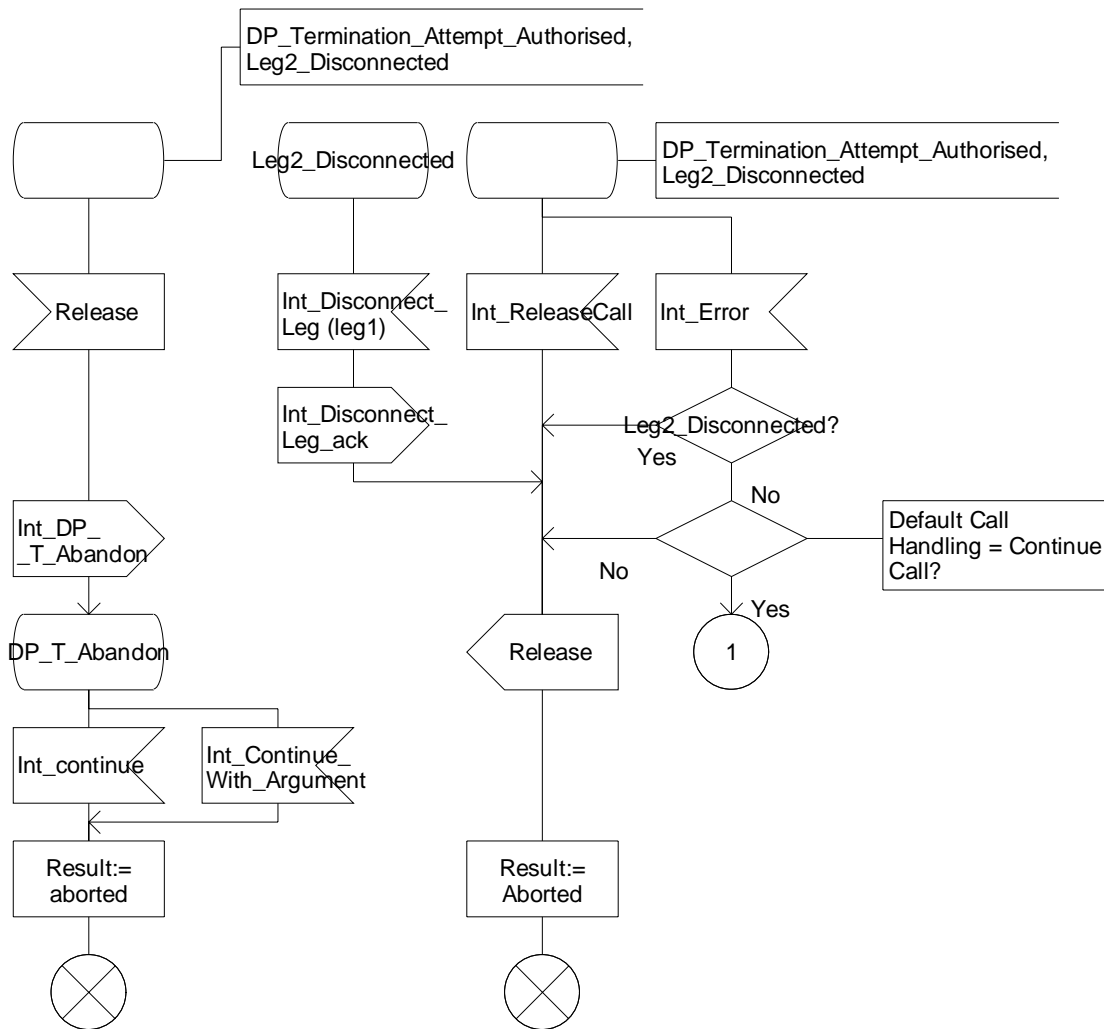 DP_Termination_Attempt_Authorised,
Leg2_Disconnected
Leg2_Disconnected
DP_Termination_Attempt_Authorised,
Leg2_Disconnected
Release
Int_Disconnect_
Leg (leg1)
Int_ReleaseCall
Int_Error
Int_Disconnect_
Leg_ack
Leg2_Disconnected?
Yes
No
Int_DP_
_T_Abandon
Default Call
Handling = Continue
Call?
No
Yes
DP_T_Abandon
Release
1
Int_continue
Int_Continue_
With_Argument
Result:=
aborted
Result:=
Aborted